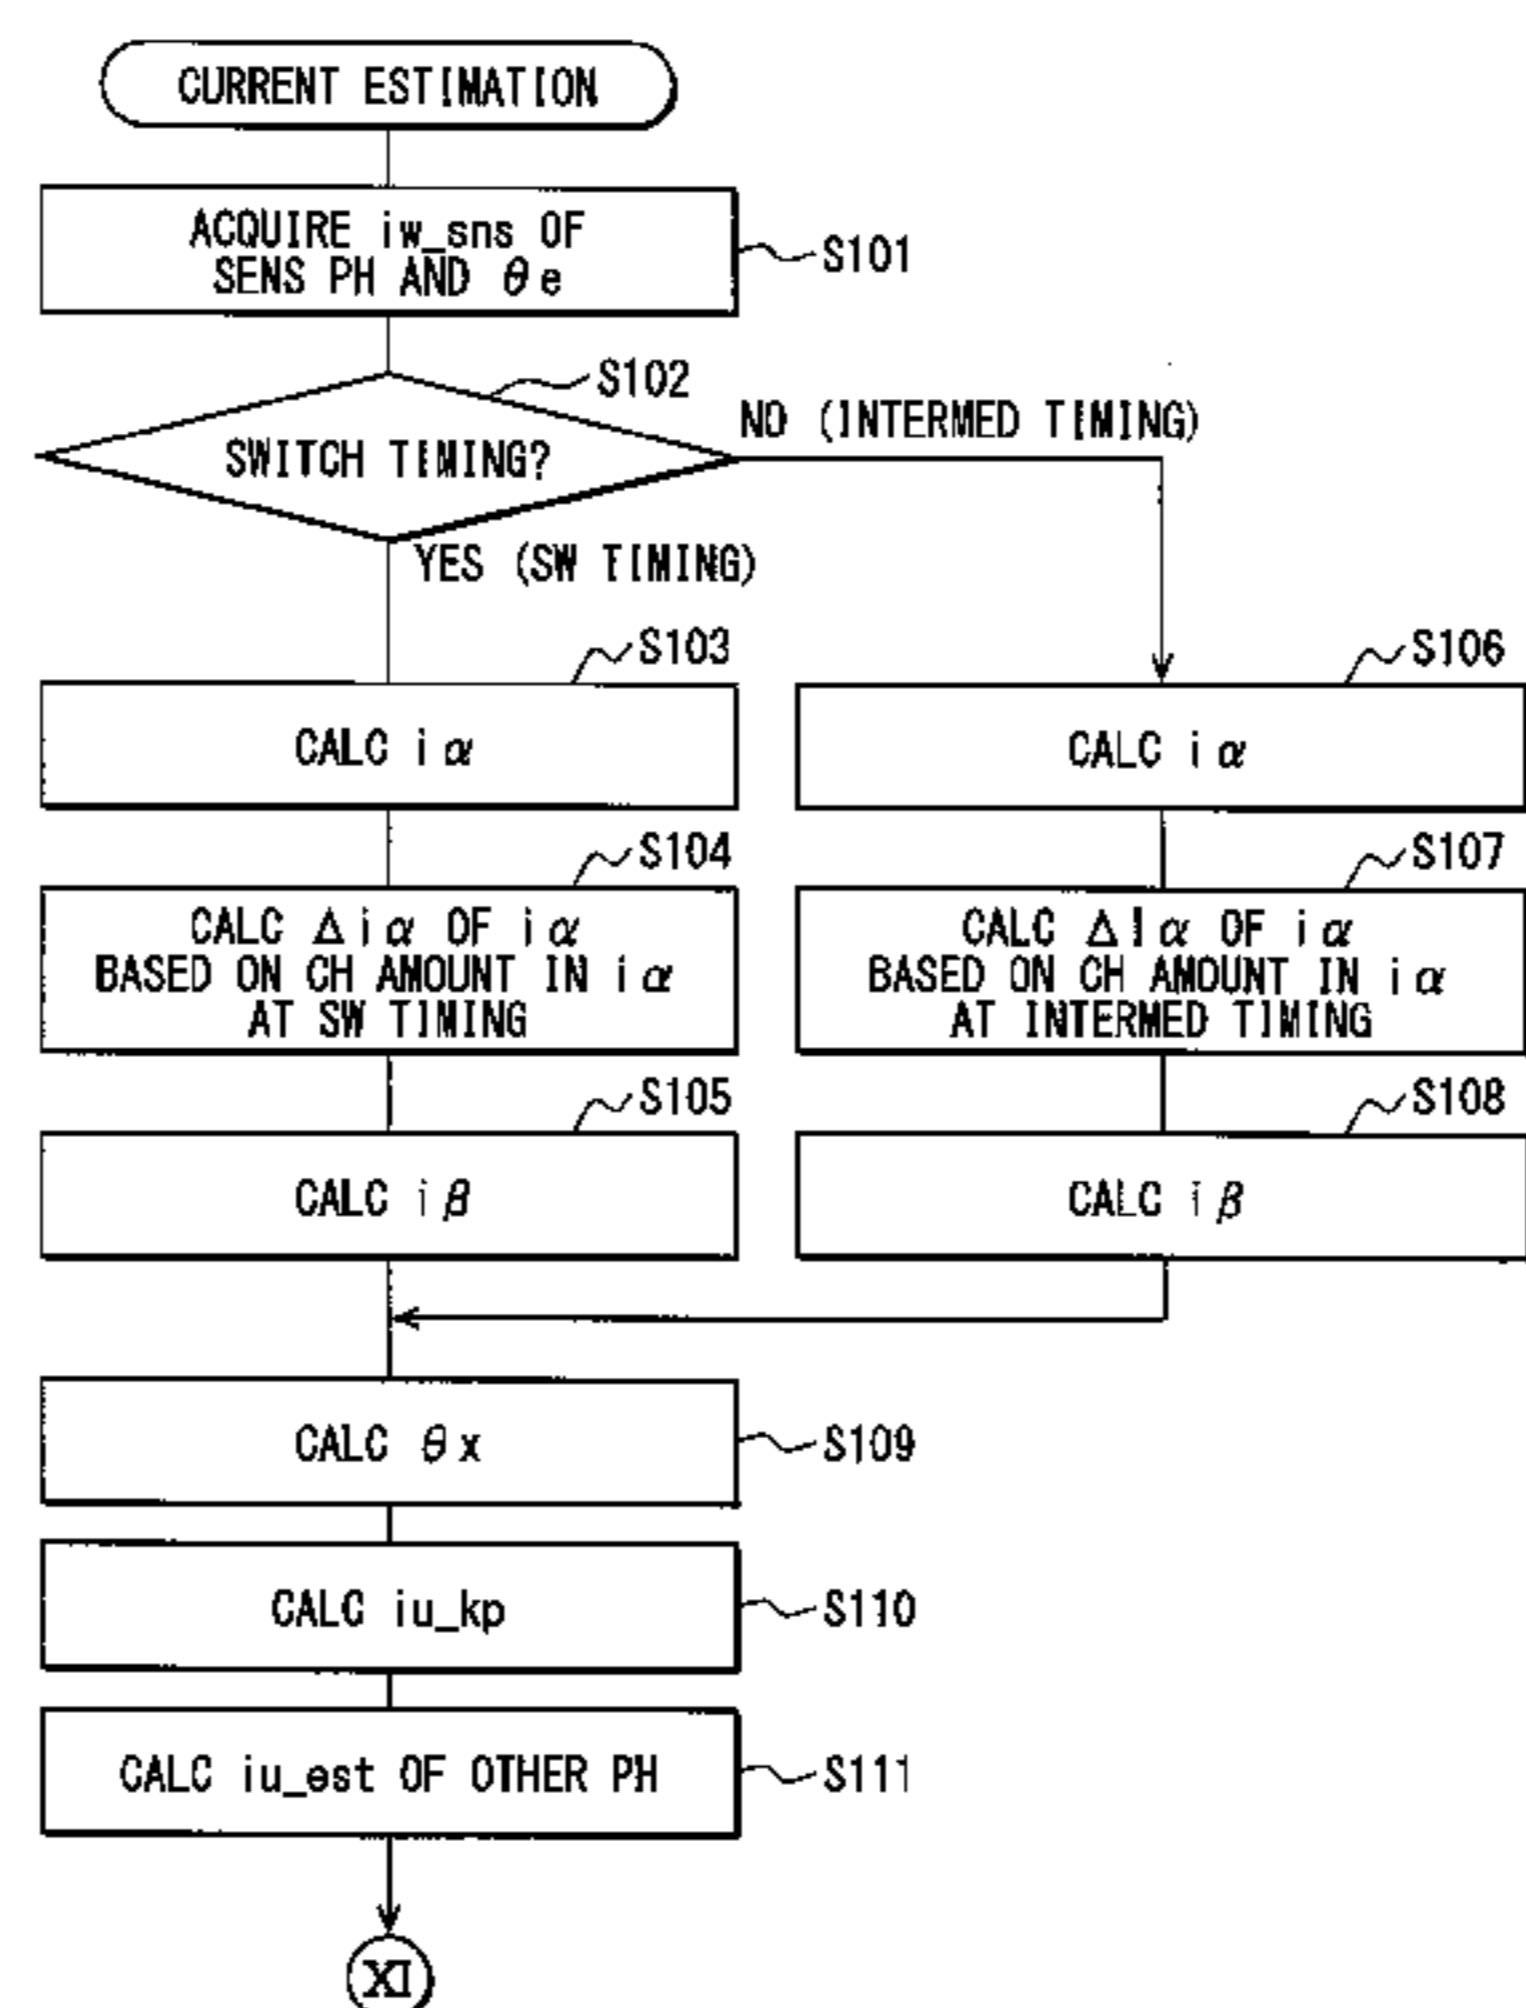 CURRENT ESTIMATION
ACQUIRE iw_sns OF
SENS PH AND θe
S101
S102
SWITCH TIMING?
NO (INTERMED TIMING)
YES (SW TIMING)
S103
CALC iα
S106
CALC iα
S104
CALC Δiα OF iα
BASED ON CH AMOUNT IN iα
AT SW TIMING
S107
CALC ΔIα OF iα
BASED ON CH AMOUNT IN iα
AT INTERMED TIMING
S105
CALC iβ
S108
CALC iβ
CALC θx
S109
CALC iu_kp
S110
CALC iu_est OF OTHER PH
S111
XI